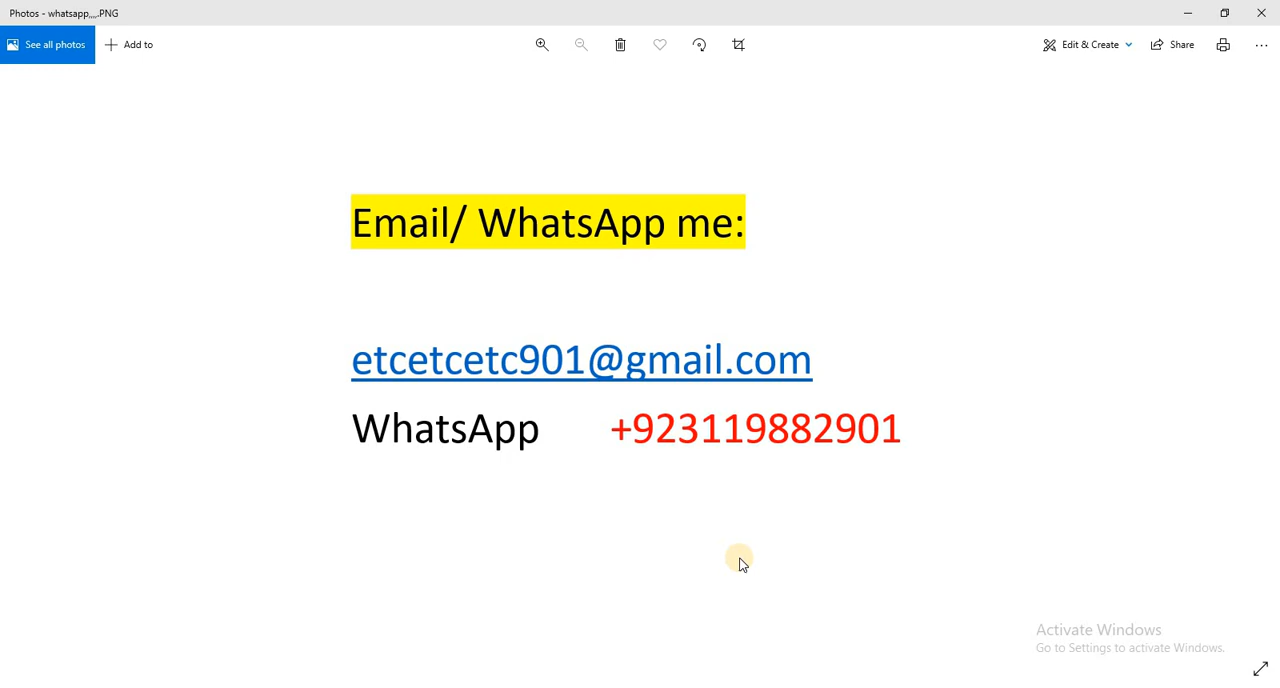 Photos - whatsapp,,,,.PNG
See all photos
Add to
Edit & Create
Share
Email/ WhatsApp me:
etcetcetc901@gmail.com
WhatsApp +923119882901
Activate Windows
Go to Settings to activate Windows.